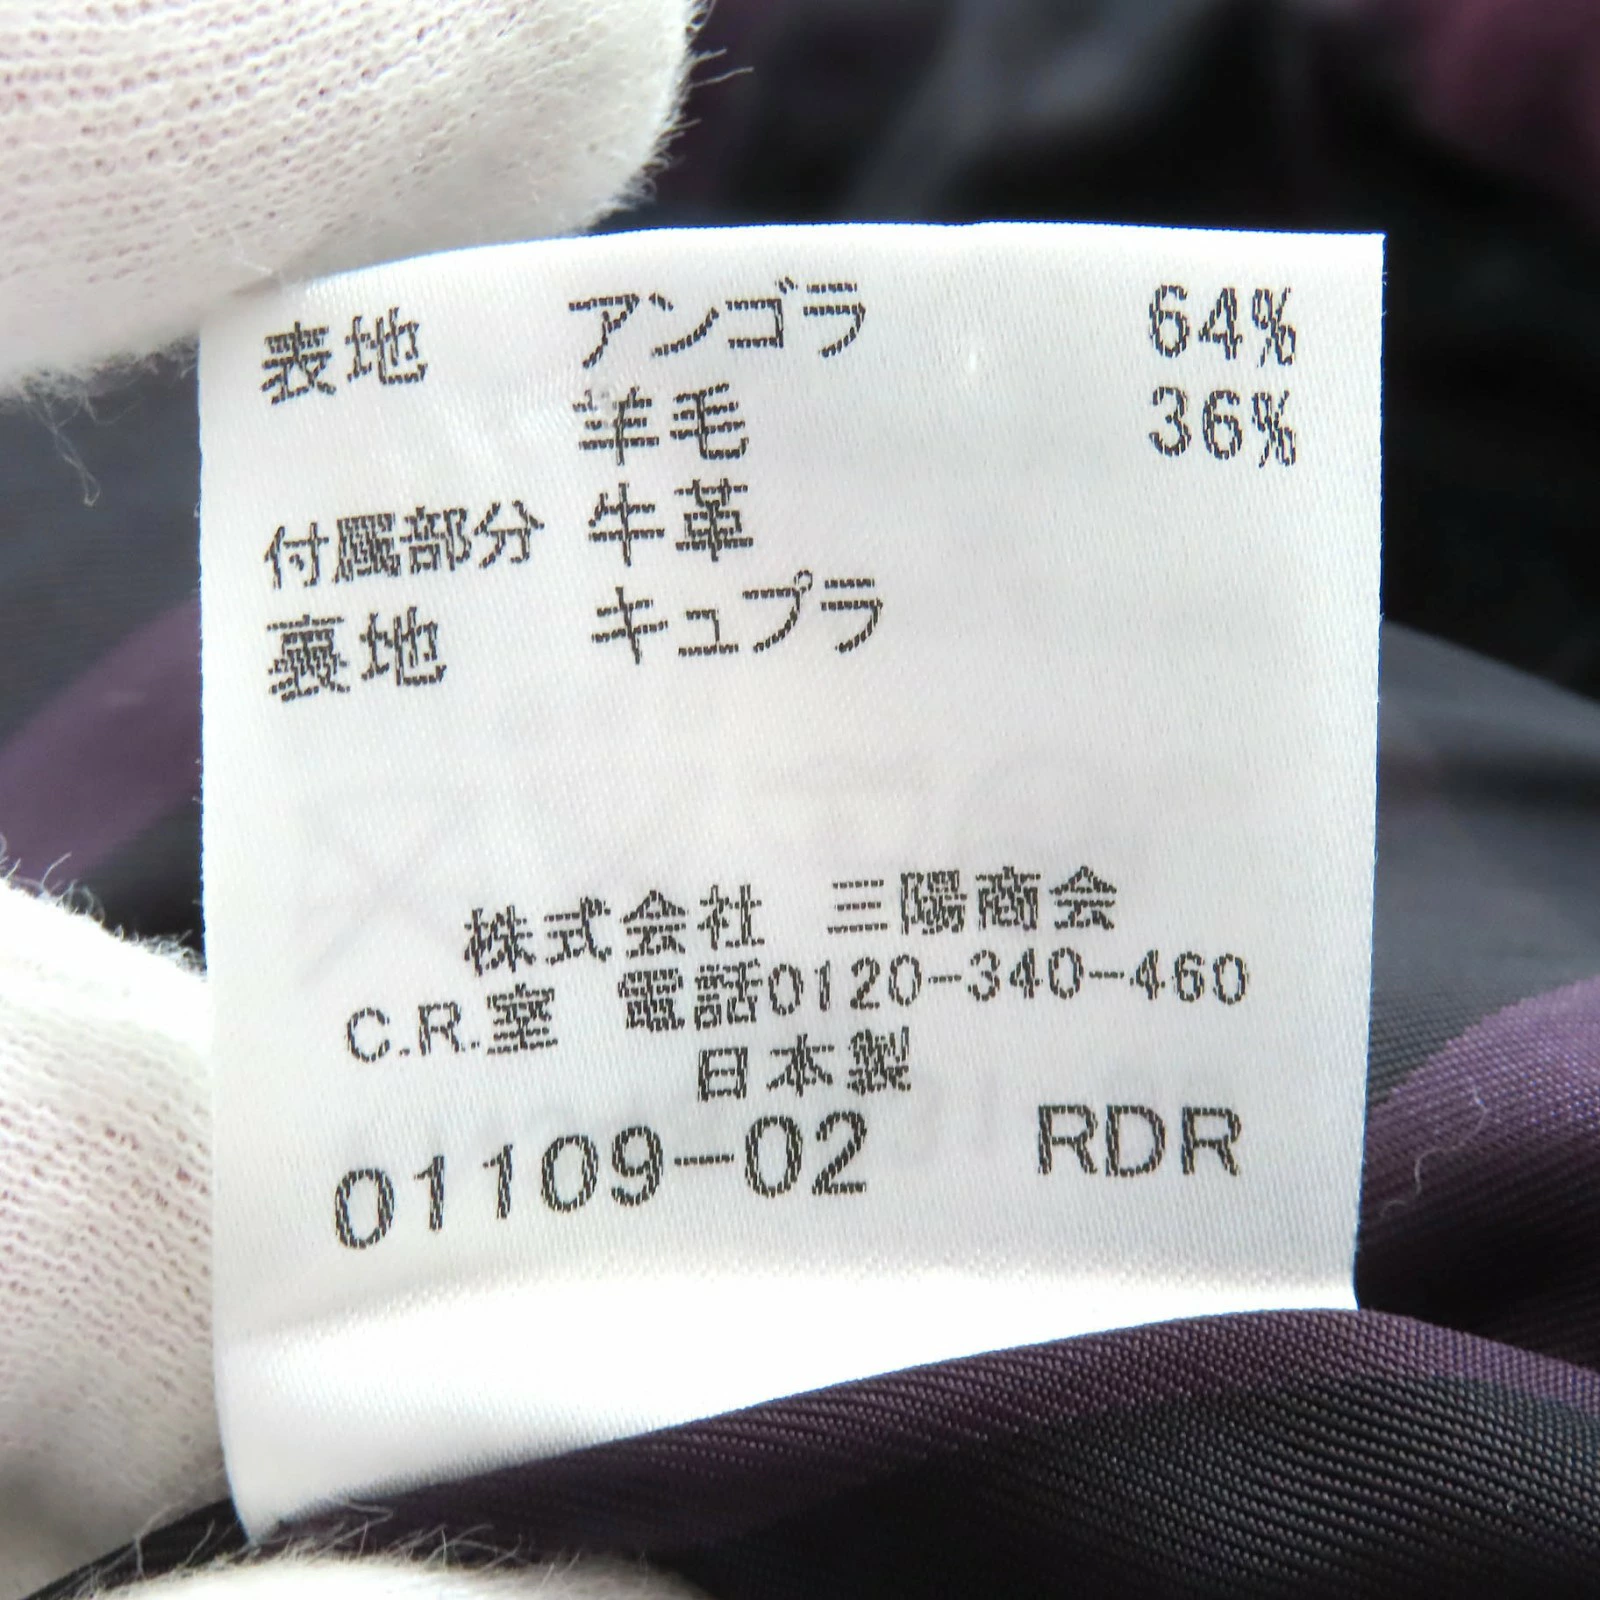 表地 アンゴラ 64%
羊毛 36%
付属部分 牛革
裏地 キュプラ
株式会社 三陽商会
C.R.室 電話0120-340-460
日本製
01109-02 RDR